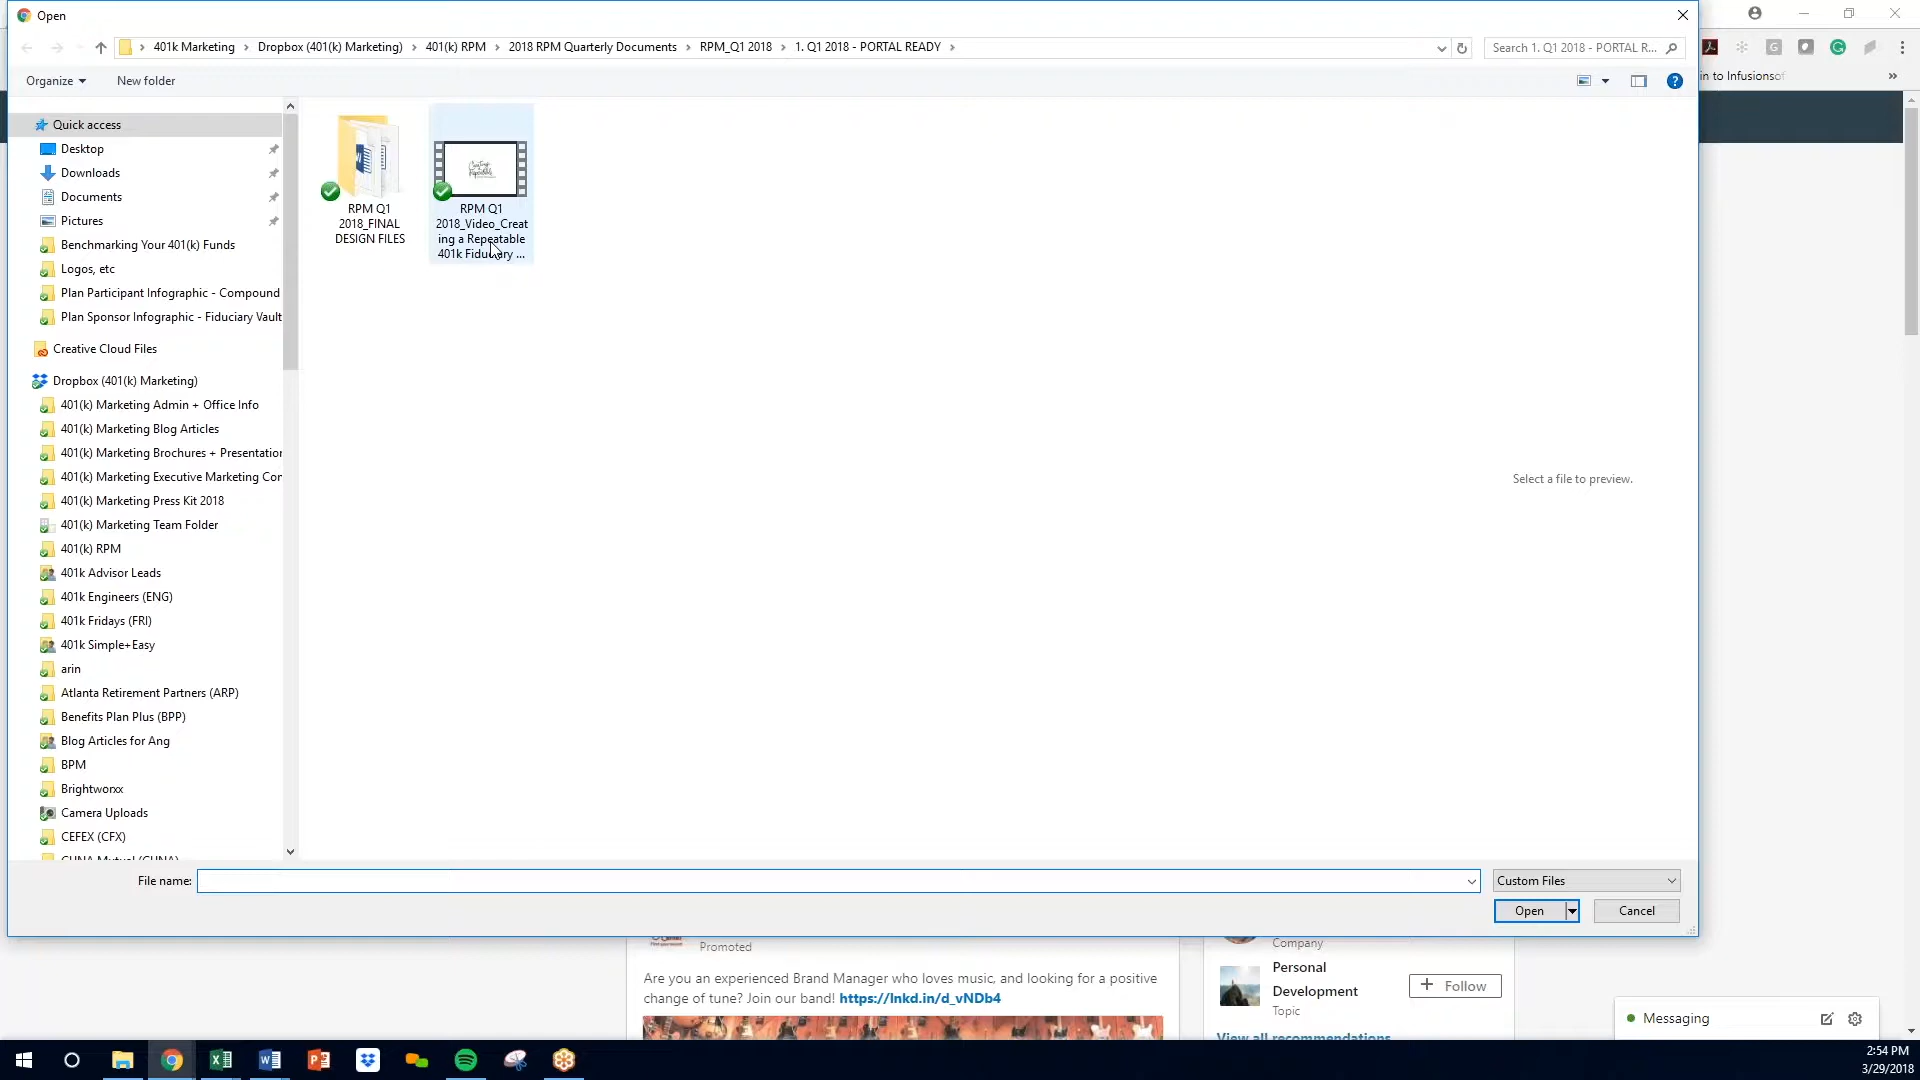 Open
401k Marketing > Dropbox (401(k) Marketing) > 401(k) RPM > 2018 RPM Quarterly Documents > RPM_Q1 2018 > 1. Q1 2018 - PORTAL READY >
Search 1. Q1 2018 - PORTAL R...
Organize
New folder
in to Infusionsof
Quick access
Desktop
Downloads
Documents
Pictures
Benchmarking Your 401(k) Funds
Logos, etc
Plan Participant Infographic - Compound
Plan Sponsor Infographic - Fiduciary Vault
Creative Cloud Files
Dropbox (401(k) Marketing)
401(k) Marketing Admin + Office Info
401(k) Marketing Blog Articles
401(k) Marketing Brochures + Presentation
401(k) Marketing Executive Marketing Con
401(k) Marketing Press Kit 2018
401(k) Marketing Team Folder
401(k) RPM
401k Advisor Leads
401k Engineers (ENG)
401k Fridays (FRI)
401k Simple+Easy
arin
Atlanta Retirement Partners (ARP)
Benefits Plan Plus (BPP)
Blog Articles for Ang
BPM
Brightworxx
Camera Uploads
CEFEX (CFX)
CUNA Mutual (CUNA)
RPM Q1
2018_FINAL
DESIGN FILES
RPM Q1
2018_Video_Creat
ing a Repeatable
401k Fiduciary ...
Select a file to preview.
File name:
Custom Files
Open
Cancel
Promoted
Are you an experienced Brand Manager who loves music, and looking for a positive
change of tune? Join our band! https://lnkd.in/d_vNDb4
Company
Personal
Development
Topic
+ Follow
View all recommendations
Messaging
2:54 PM
3/29/2018